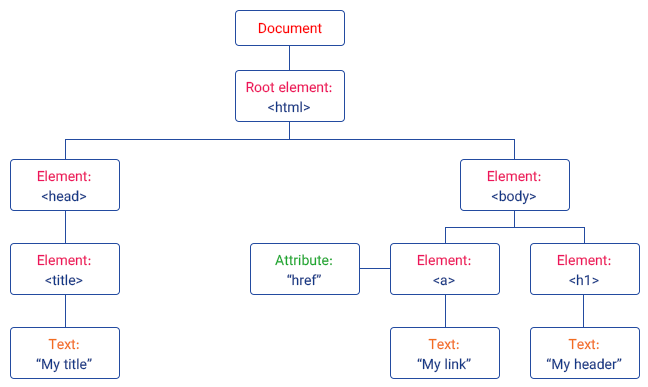 Document
Root element:
<html>
Element:
<head>
Element:
<body>
Element:
<title>
Attribute:
“href”
Element:
<a>
Element:
<h1>
Text:
“My title”
Text:
“My link”
Text:
“My header”